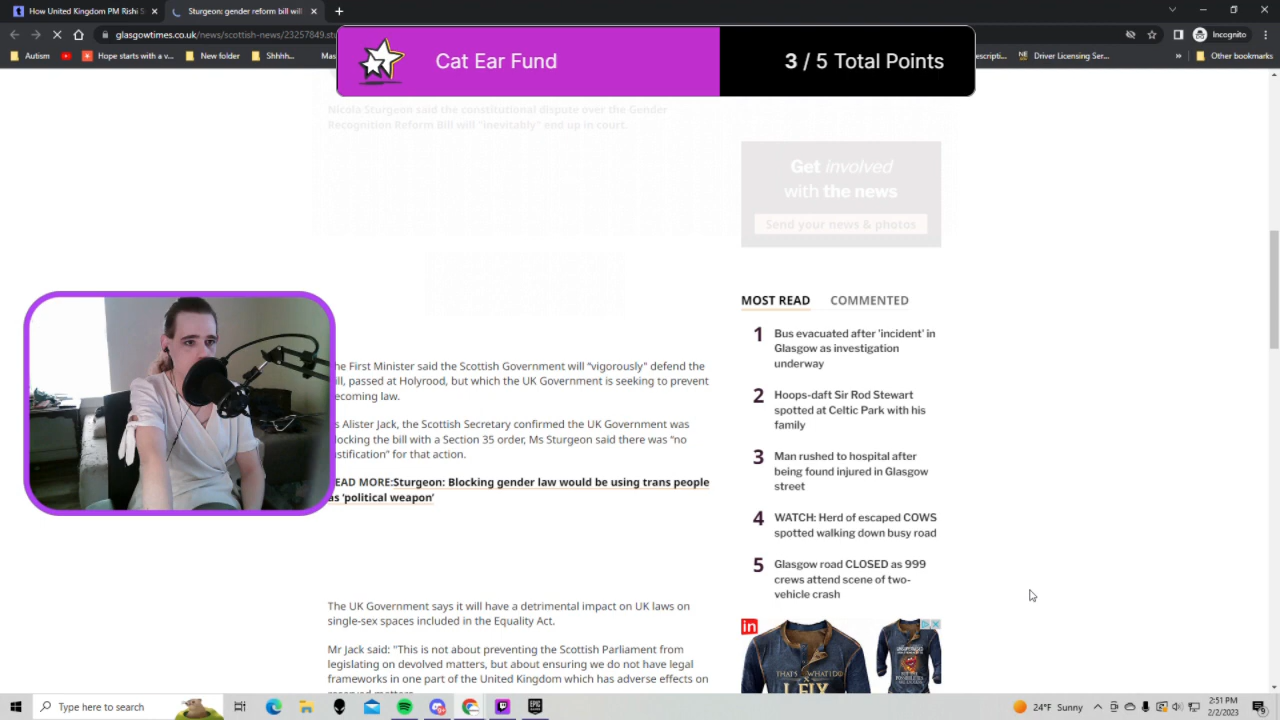 How young PM Rishi S
Sturgeon: Gender ref
glasgowtimes.co.uk/news/scottish-news/23257849.stu
Incognito
Autism
Hope starts with a v...
New folder
Shhhh...
NE
Driver Licensing Ser...
Other bookmarks
Cat Ear Fund
3 / 5 Total Points
Nicola Sturgeon said the constitutional dispute over the Gender
Recognition Reform Bill will "inevitably" end up in court.
Get involved
with the news
Send your news & photos
MOST READ
COMMENTED
1 Bus evacuated after 'incident' in
Glasgow as investigation
underway
2 Hoops-daft Sir Rod Stewart
spotted at Celtic Park with his
family
3 Man rushed to hospital after
being found injured in Glasgow
street
4 WATCH: Herd of escaped COWS
spotted walking down busy road
5 Glasgow road CLOSED as 999
crews attend scene of two-
vehicle crash
he First Minister said the Scottish Government will "vigorously" defend the
ill, passed at Holyrood, but which the UK Government is seeking to prevent
ecoming law.
s Alister Jack, the Scottish Secretary confirmed the UK Government was
locking the bill with a Section 35 order, Ms Sturgeon said there was "no
ustification" for that action.
EAD MORE:Sturgeon: Blocking gender law would be using trans people
as 'political weapon'
The UK Government says it will have a detrimental impact on UK laws on
single-sex spaces included in the Equality Act.
Mr Jack said: "This is not about preventing the Scottish Parliament from
legislating on devolved matters, but about ensuring we do not have legal
frameworks in one part of the United Kingdom which has adverse effects on
reserved matters
in
THAT'S WHAT I DO
Type here to search
EPIC
24°F Sunny
2:51 PM
2/2/2023
9